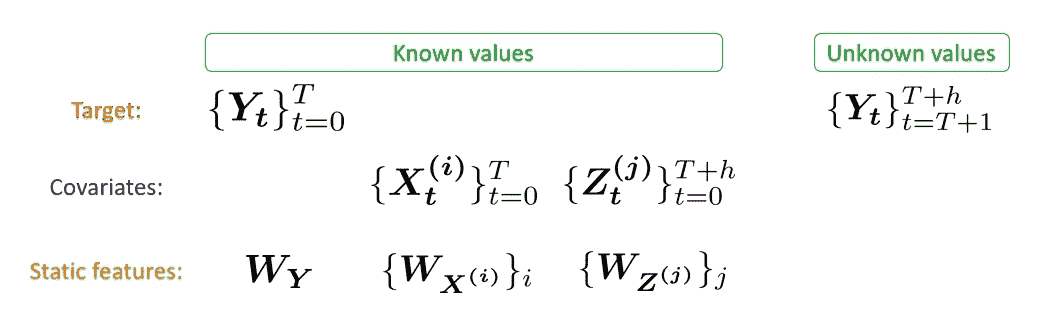 Known values Unknown values
Target: {Y_t}_{t=0}^{T} {Y_t}_{t=T+1}^{T+h}
Covariates: {X_t^{(i)}}_{t=0}^{T} {Z_t^{(j)}}_{t=0}^{T+h}
Static features: W_Y {W_{X^{(i)}}}_i {W_{Z^{(j)}}}_j